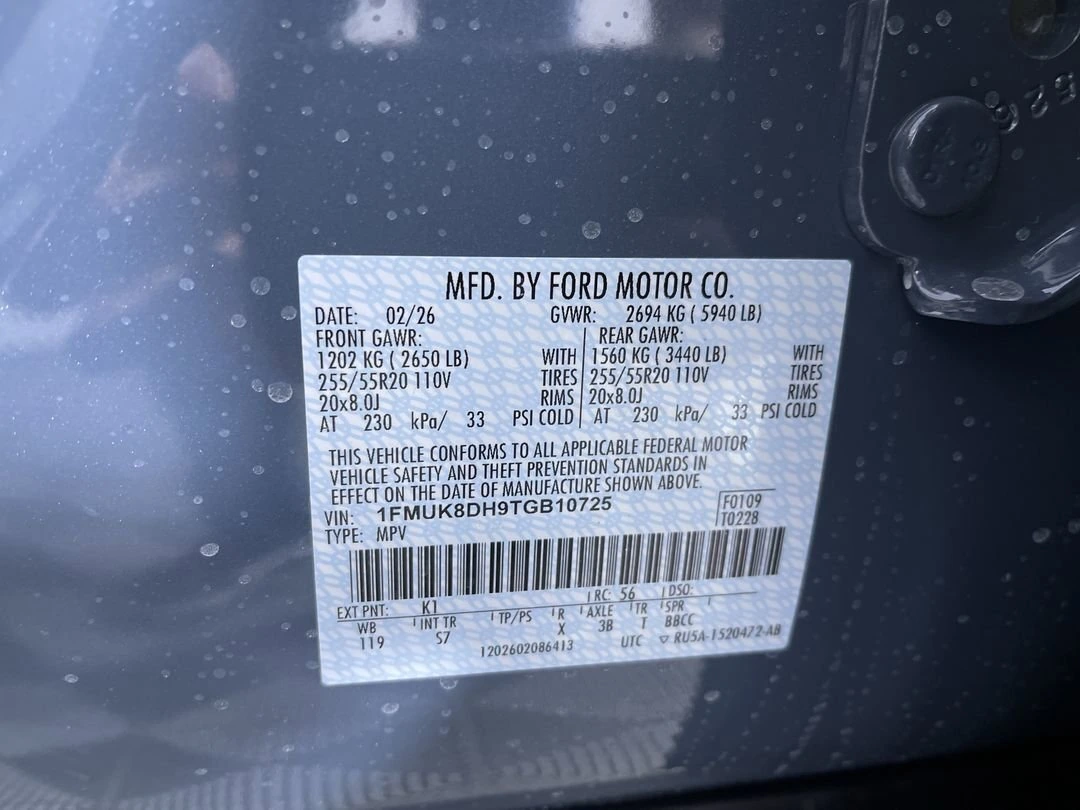 MFD. BY FORD MOTOR CO.
DATE: 02/26 GVWR: 2694 KG ( 5940 LB)
FRONT GAWR: REAR GAWR:
1202 KG ( 2650 LB) WITH 1560 KG ( 3440 LB) WITH
255/55R20 110V TIRES 255/55R20 110V TIRES
20x8.0J RIMS 20x8.0J RIMS
AT 230 kPa/ 33 PSI COLD AT 230 kPa/ 33 PSI COLD
THIS VEHICLE CONFORMS TO ALL APPLICABLE FEDERAL MOTOR
VEHICLE SAFETY AND THEFT PREVENTION STANDARDS IN
EFFECT ON THE DATE OF MANUFACTURE SHOWN ABOVE.
VIN: 1FMUK8DH9TGB10725 F0109
TYPE: MPV T0228
EXT PNT: K1 RC: 56 DSO:
WB INT TR TP/PS R AXLE TR SPR
119 S7 X 3B T BBCC
1202602086413 UTC ▽ RU5A-1520472-AB